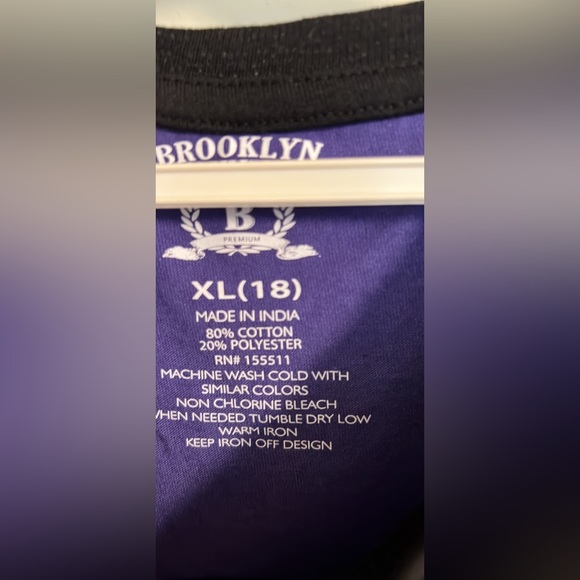 BROOKLYN
B
PREMIUM
XL(18)
MADE IN INDIA
80% COTTON
20% POLYESTER
RN# 155511
MACHINE WASH COLD WITH
SIMILAR COLORS
NON CHLORINE BLEACH
WHEN NEEDED TUMBLE DRY LOW
WARM IRON
KEEP IRON OFF DESIGN